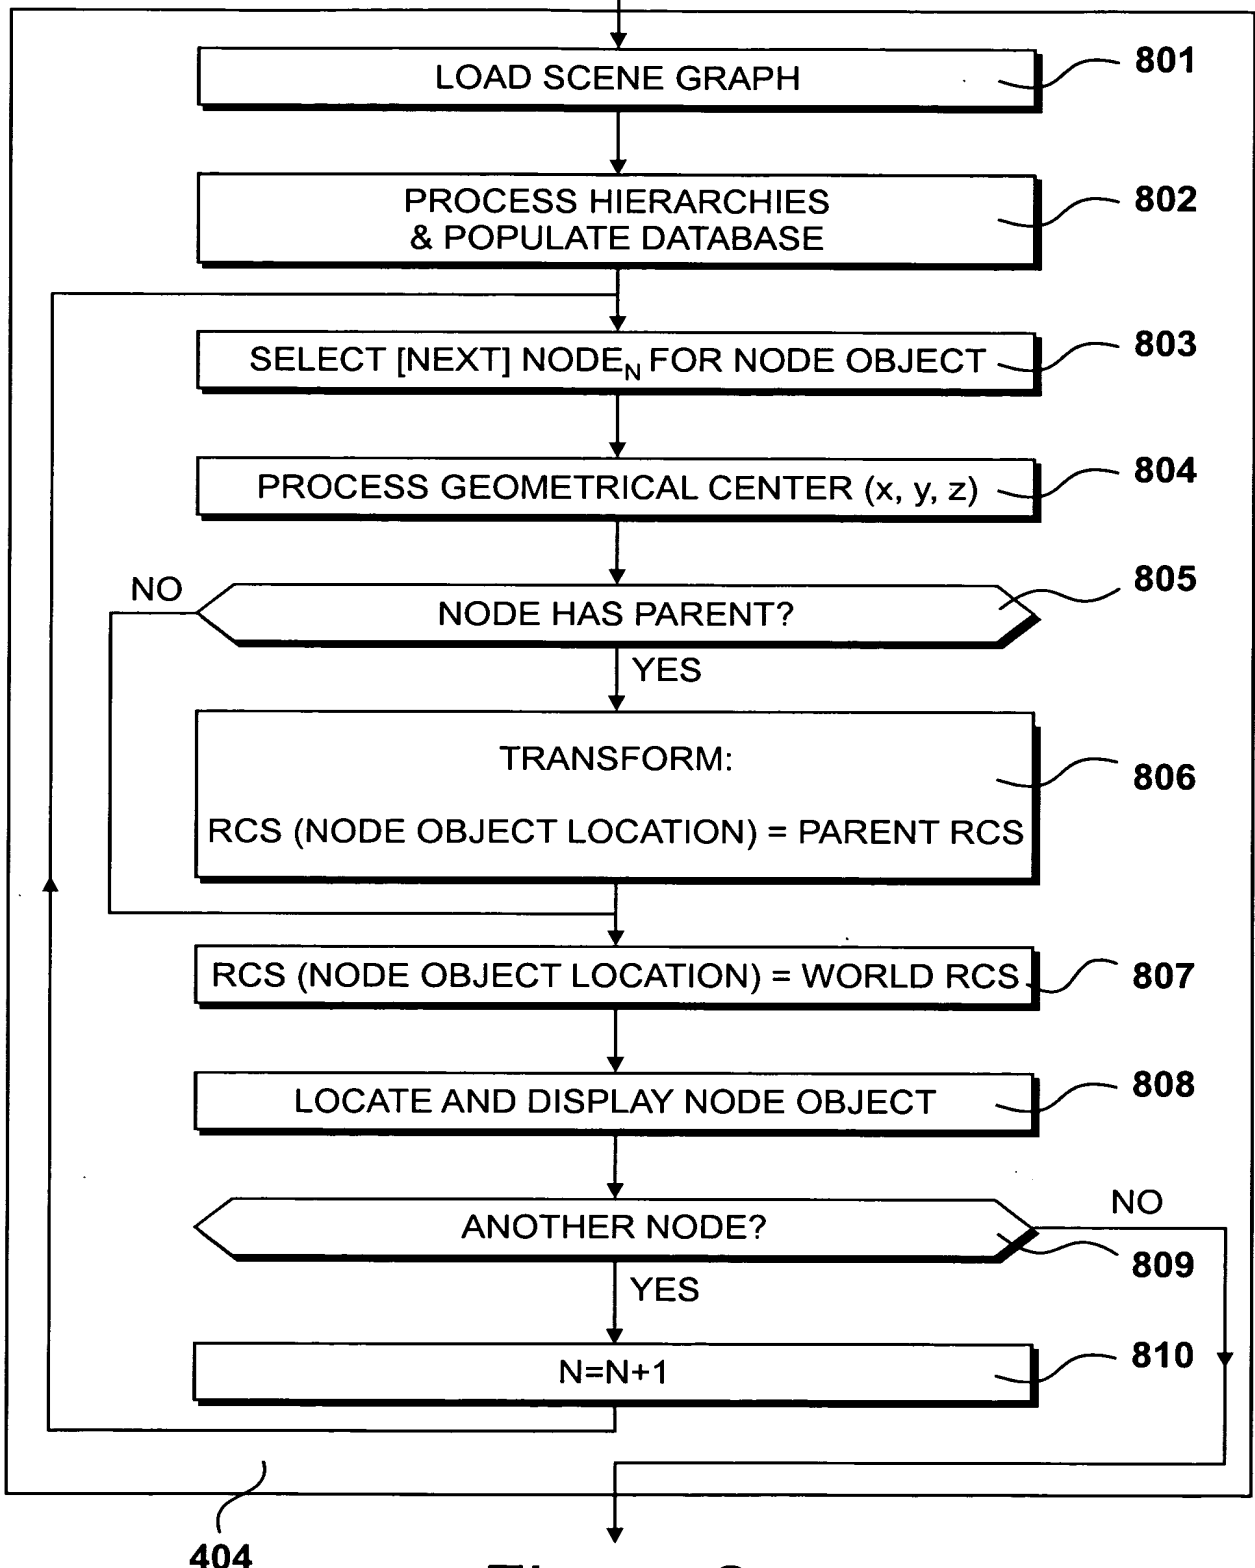 LOAD SCENE GRAPH
801
PROCESS HIERARCHIES
& POPULATE DATABASE
802
SELECT [NEXT] NODE_N FOR NODE OBJECT
803
PROCESS GEOMETRICAL CENTER (x, y, z)
804
NO
NODE HAS PARENT?
805
YES
TRANSFORM:
RCS (NODE OBJECT LOCATION) = PARENT RCS
806
RCS (NODE OBJECT LOCATION) = WORLD RCS
807
LOCATE AND DISPLAY NODE OBJECT
808
ANOTHER NODE?
NO
809
YES
N=N+1
810
404